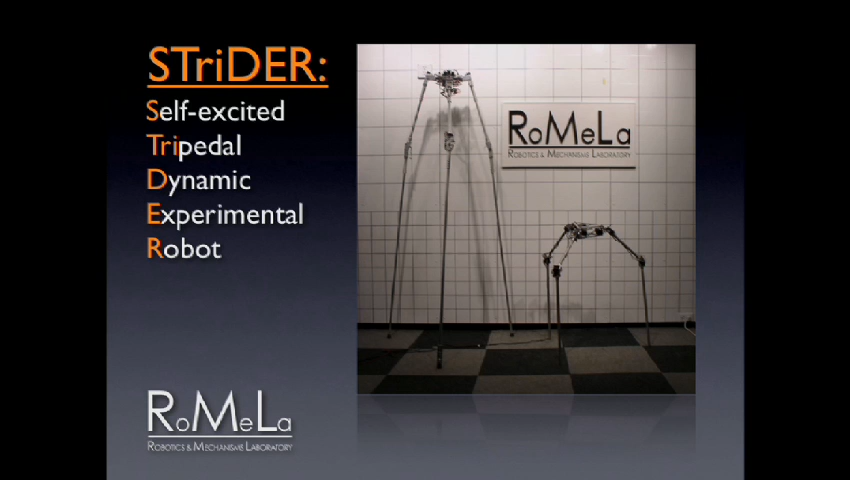 STriDER:
Self-excited
Tripedal
Dynamic
Experimental
Robot
RoMeLa
ROBOTICS & MECHANISMS LABORATORY
RoMeLa
ROBOTICS & MECHANISMS LABORATORY